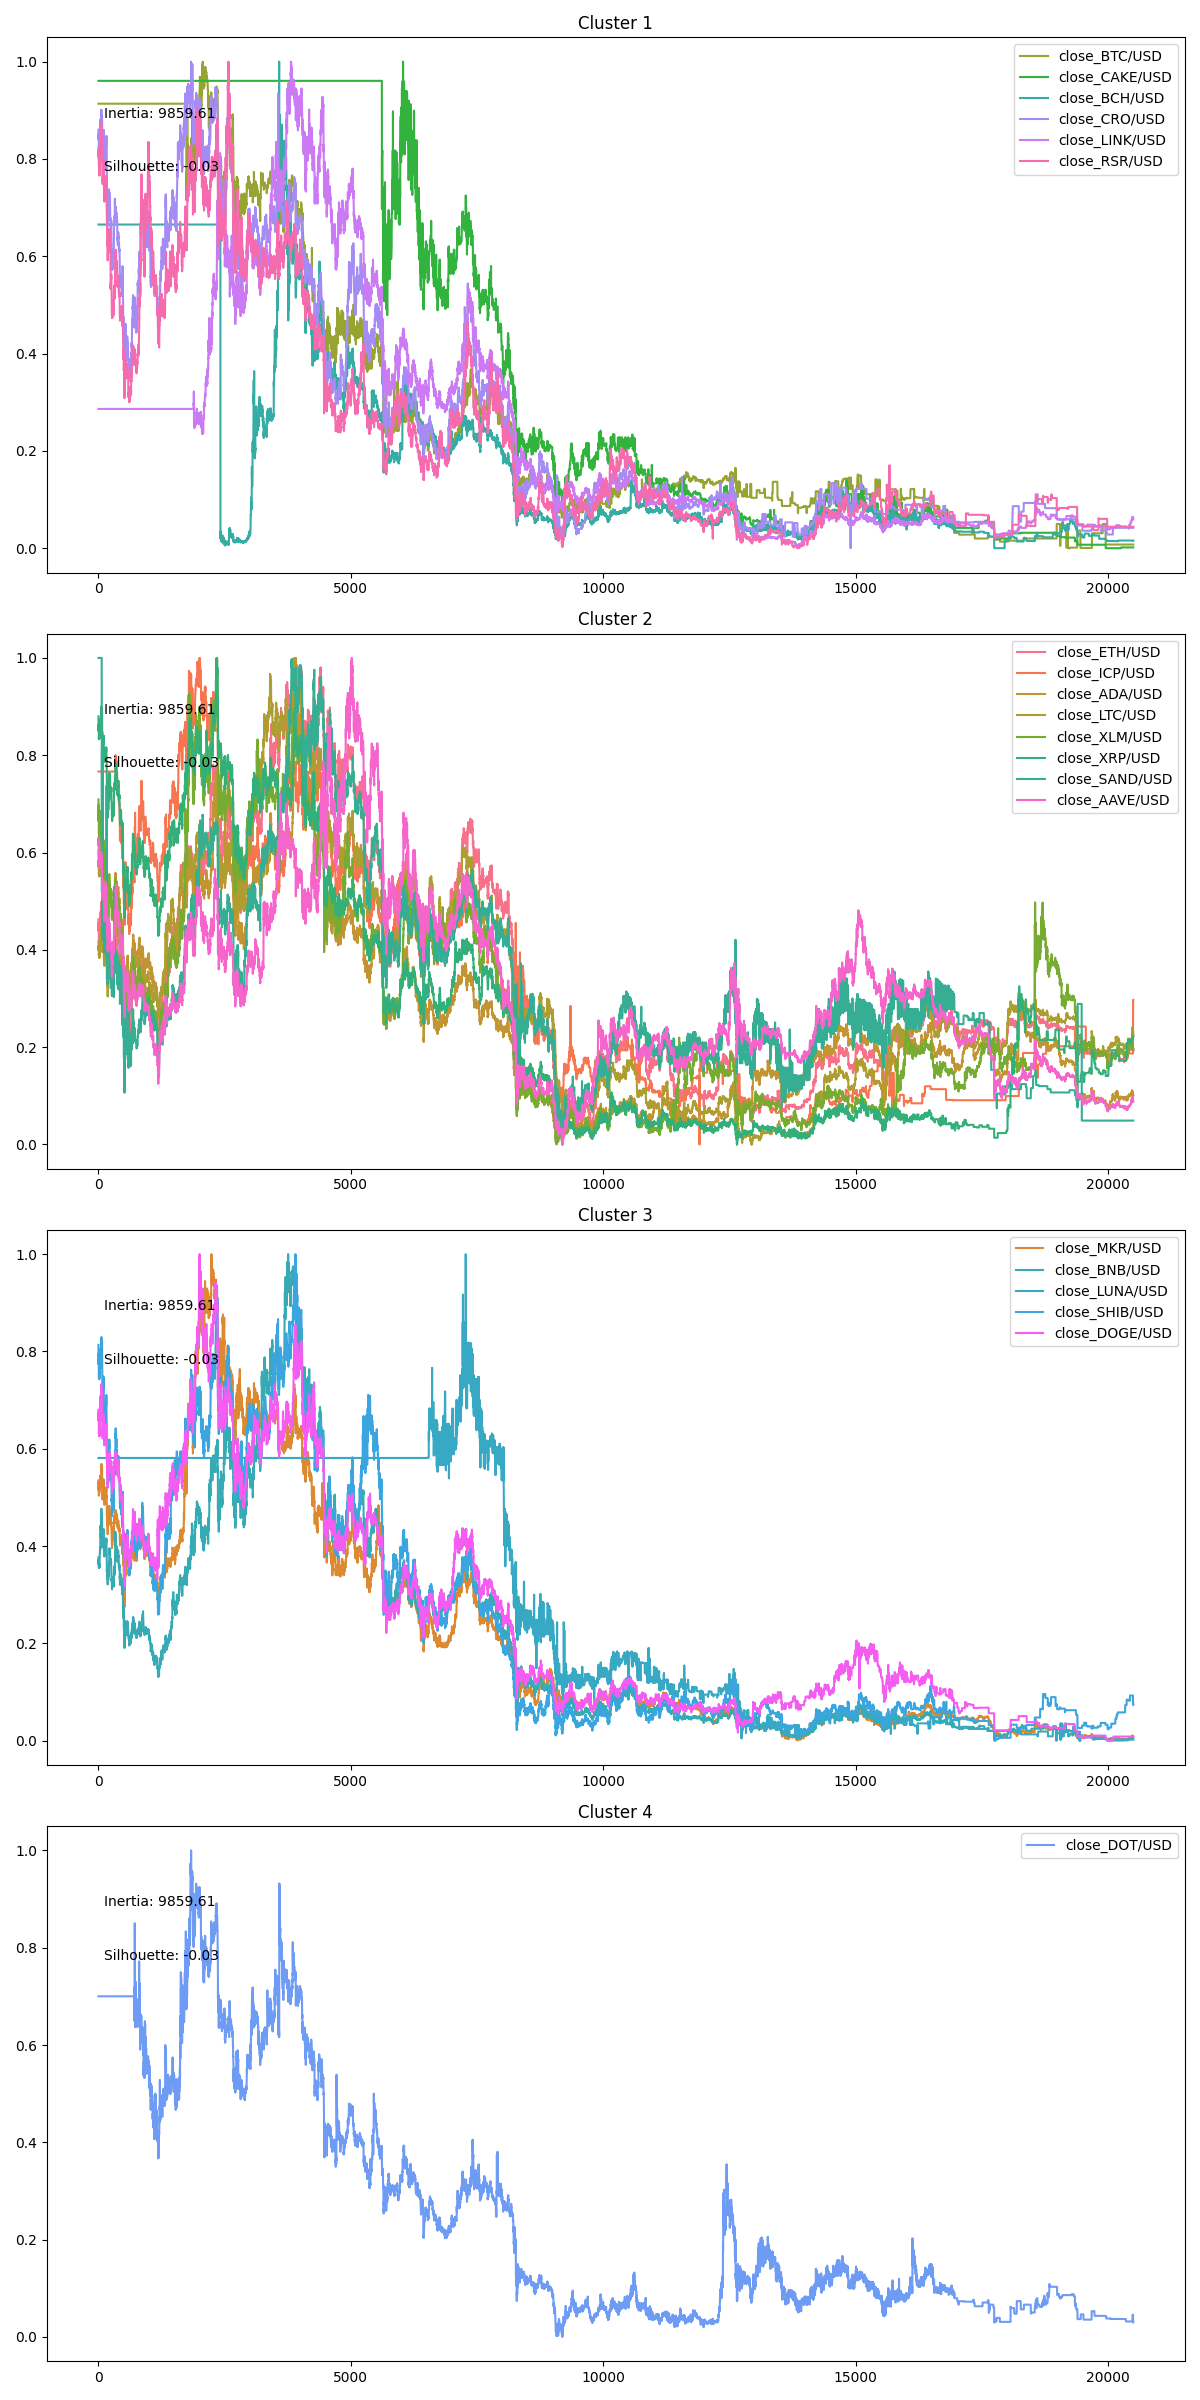 Cluster 1
close_BTC/USD
close_CAKE/USD
close_BCH/USD
close_CRO/USD
close_LINK/USD
close_RSR/USD
Inertia: 9859.61
Silhouette: -0.03
1.0
0.8
0.6
0.4
0.2
0.0
0 5000 10000 15000 20000
Cluster 2
close_ETH/USD
close_ICP/USD
close_ADA/USD
close_LTC/USD
close_XLM/USD
close_XRP/USD
close_SAND/USD
close_AAVE/USD
Inertia: 9859.61
Silhouette: -0.03
1.0
0.8
0.6
0.4
0.2
0.0
0 5000 10000 15000 20000
Cluster 3
close_MKR/USD
close_BNB/USD
close_LUNA/USD
close_SHIB/USD
close_DOGE/USD
Inertia: 9859.61
Silhouette: -0.03
1.0
0.8
0.6
0.4
0.2
0.0
0 5000 10000 15000 20000
Cluster 4
close_DOT/USD
Inertia: 9859.61
Silhouette: -0.03
1.0
0.8
0.6
0.4
0.2
0.0
0 5000 10000 15000 20000